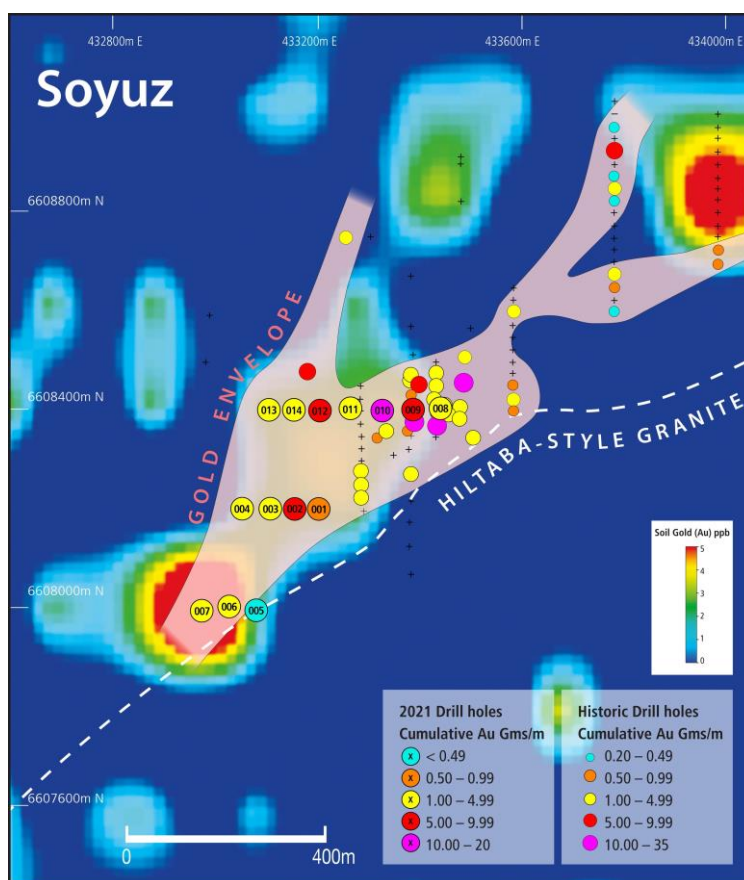 432800m E
433200m E
433600m E
434000m E
Soyuz
6608800m N
GOLD ENVELOPE
6608400m N
013
014
012
011
010
009
008
HILTABA-STYLE GRANITE
004
003
002
001
Soil Gold (Au) ppb
5
4
3
2
1
0
6608000m N
007
006
005
2021 Drill holes
Cumulative Au Gms/m
x < 0.49
x 0.50 – 0.99
x 1.00 – 4.99
x 5.00 – 9.99
x 10.00 – 20
Historic Drill holes
Cumulative Au Gms/m
0.20 – 0.49
0.50 – 0.99
1.00 – 4.99
5.00 – 9.99
10.00 – 35
6607600m N
0
400m